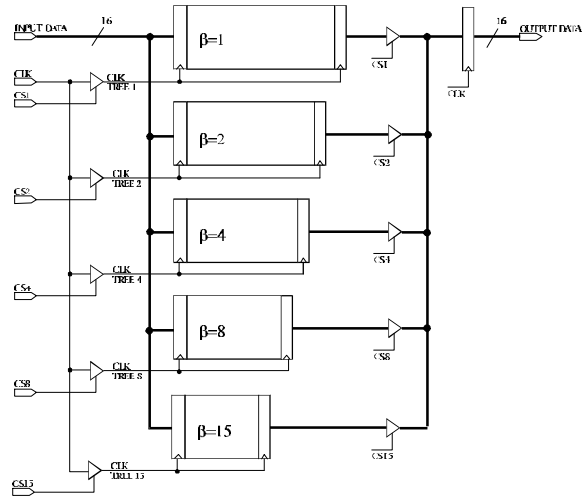 INPUT DATA
16
β=1
CS1
16
OUTPUT DATA
CLK
CLK
CS1
CLK
TREE 1
β=2
CS2
CLK
TREE 2
CS2
β=4
CS4
CLK
TREE 4
CS4
β=8
CS8
CLK
TREE 8
CS8
β=15
CS15
CLK
TREE 15
CS15